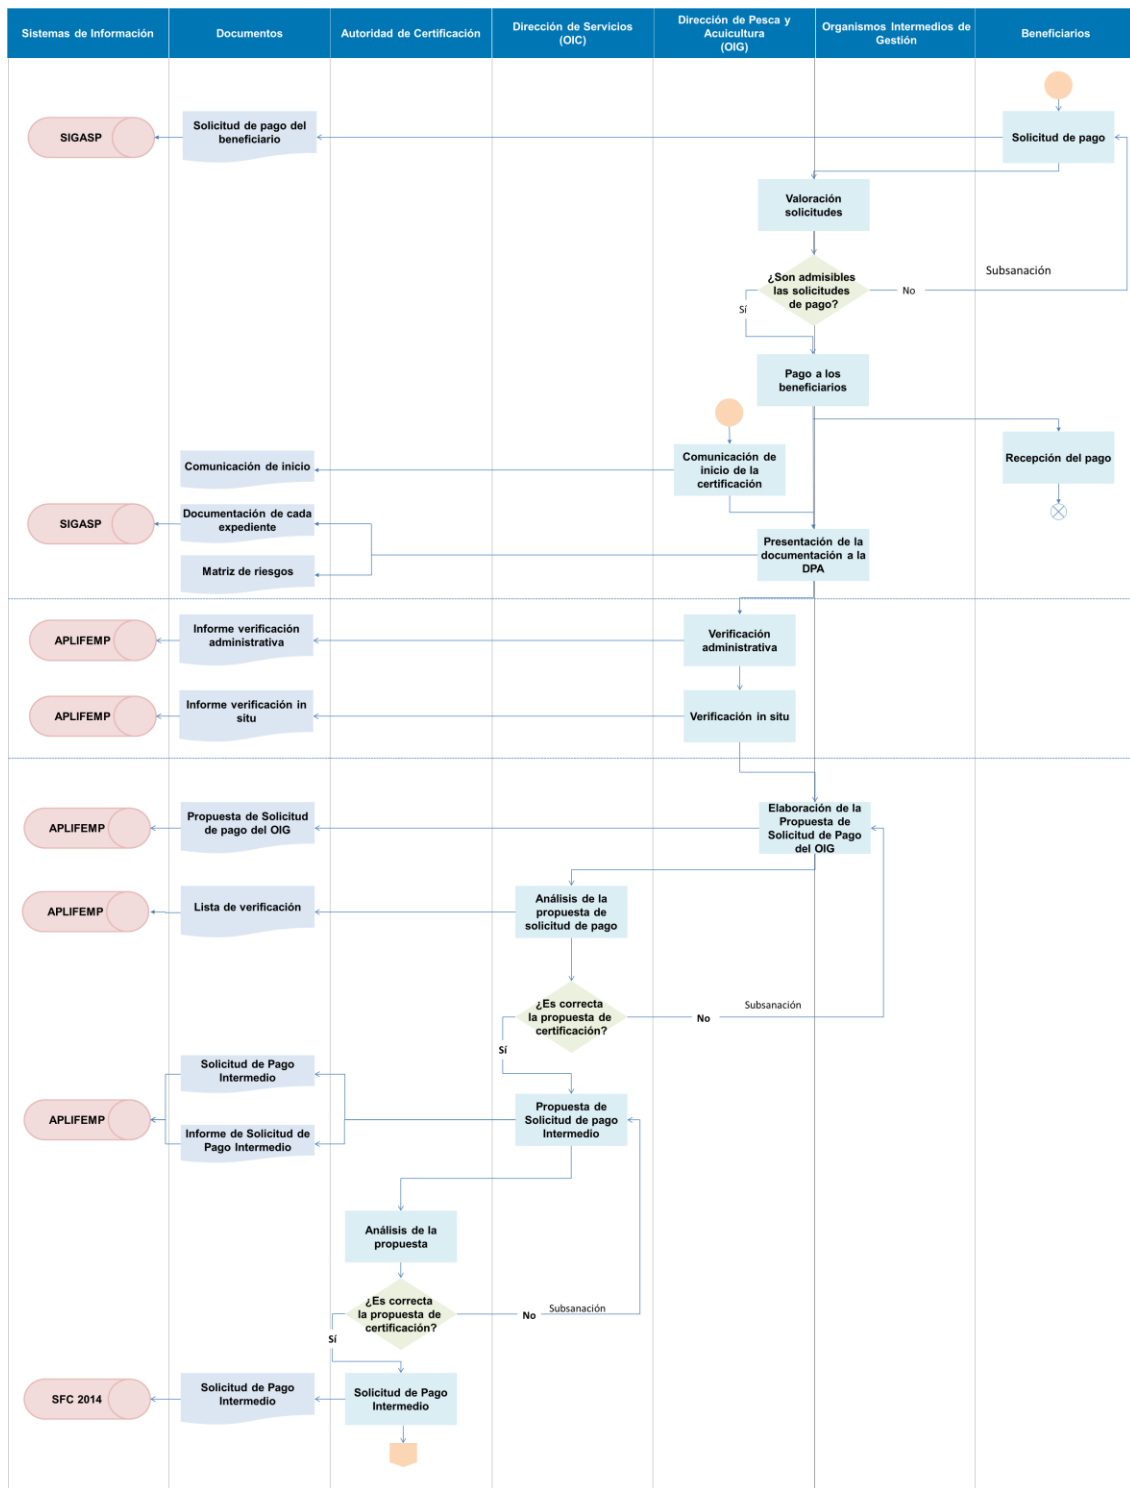 Sistemas de Información
Documentos
Autoridad de Certificación
Dirección de Servicios
(OIC)
Dirección de Pesca y
Acuicultura
(OIG)
Organismos Intermedios de
Gestión
Beneficiarios
SIGASP
Solicitud de pago del
beneficiario
Solicitud de pago
Valoración
solicitudes
¿Son admisibles
las solicitudes
de pago?
No
Subsanación
Sí
Pago a los
beneficiarios
Comunicación de inicio
Comunicación de
inicio de la
certificación
Recepción del pago
SIGASP
Documentación de cada
expediente
Matriz de riesgos
Presentación de la
documentación a la
DPA
APLIFEMP
Informe verificación
administrativa
Verificación
administrativa
APLIFEMP
Informe verificación in
situ
Verificación in situ
APLIFEMP
Propuesta de Solicitud
de pago del OIG
Elaboración de la
Propuesta de
Solicitud de Pago
del OIG
APLIFEMP
Lista de verificación
Análisis de la
propuesta de
solicitud de pago
¿Es correcta
la propuesta de
certificación?
No
Subsanación
Sí
Solicitud de Pago
Intermedio
APLIFEMP
Informe de Solicitud de
Pago Intermedio
Propuesta de
Solicitud de pago
Intermedio
Análisis de la
propuesta
¿Es correcta
la propuesta de
certificación?
No
Subsanación
Sí
SFC 2014
Solicitud de Pago
Intermedio
Solicitud de Pago
Intermedio